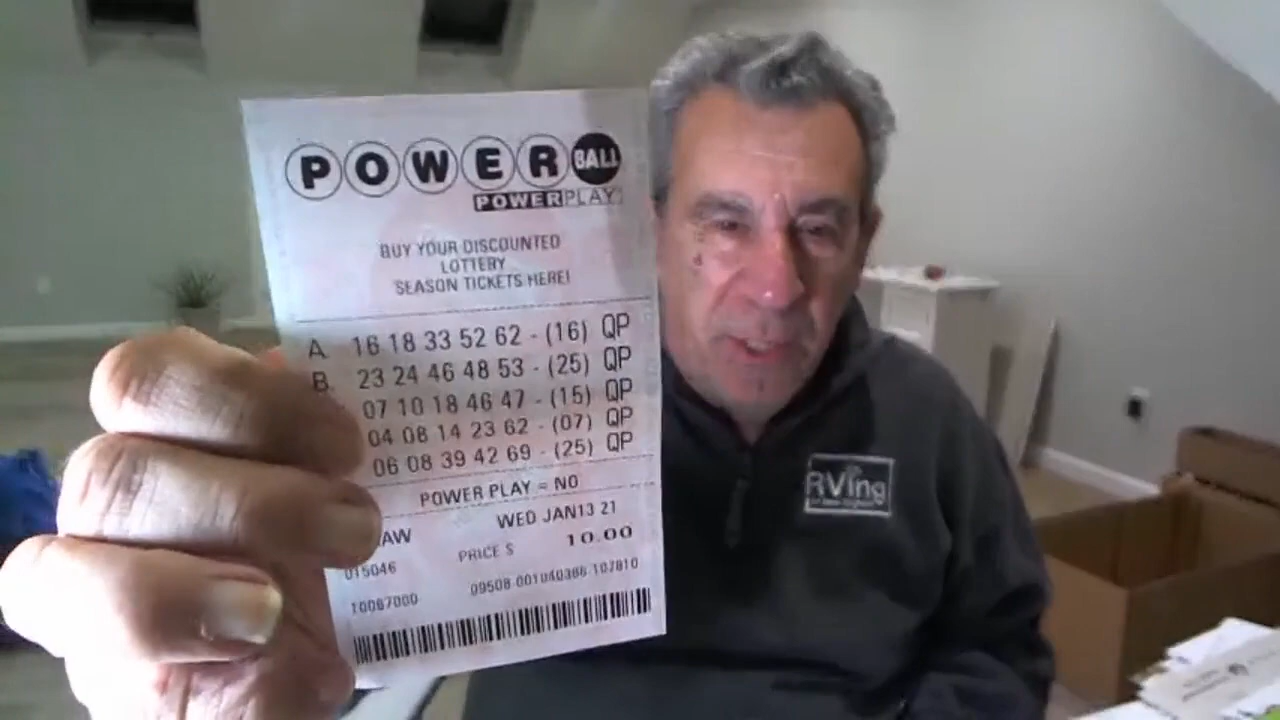 POWERBALL
POWERPLAY
BUY YOUR DISCOUNTED
LOTTERY
SEASON TICKETS HERE!
A. 16 18 33 52 62 - (16) QP
B. 23 24 46 48 53 - (25) QP
07 10 18 46 47 - (15) QP
04 08 14 23 62 - (07) QP
06 08 39 42 69 - (25) QP
POWER PLAY = NO
AW WED JAN13 21
PRICE $ 10.00
015046
09508 001040386 107810
10087000
RVing